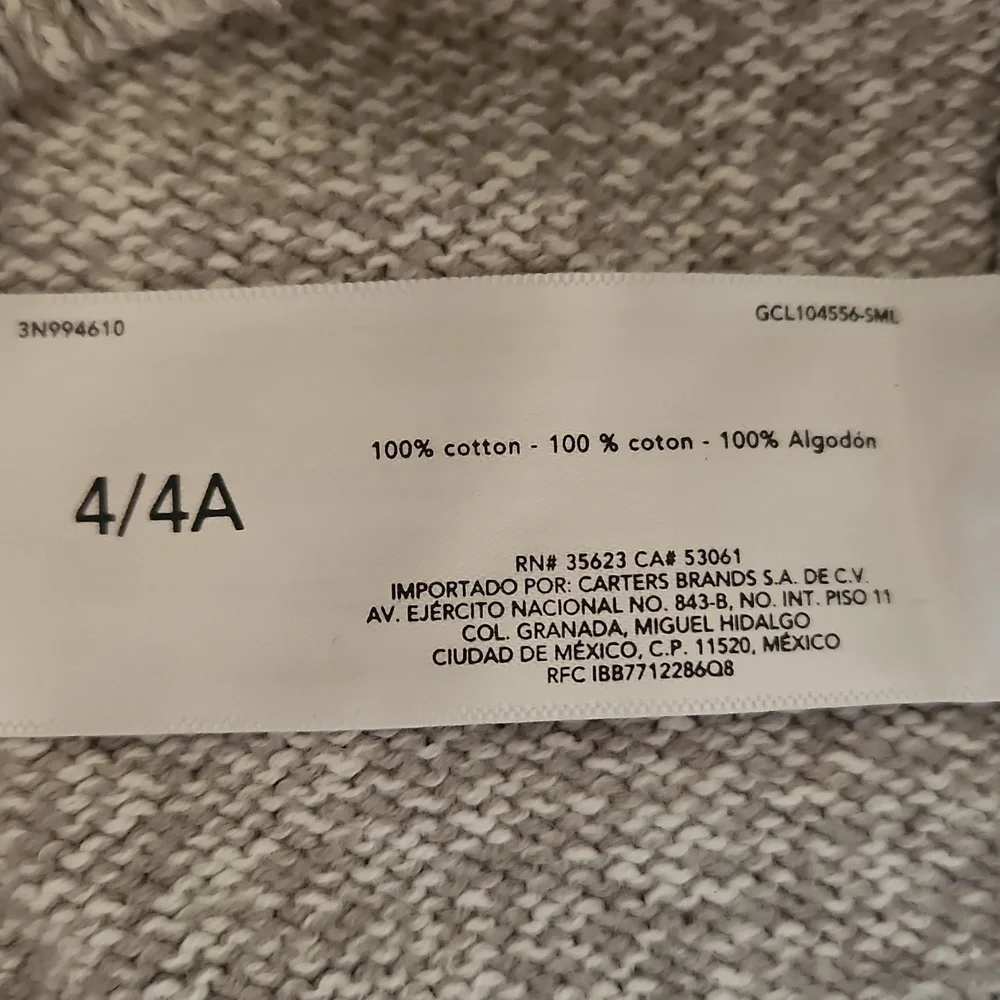 3N994610
GCL104556-SML
100% cotton - 100 % coton - 100% Algodón
4/4A
RN# 35623 CA# 53061
IMPORTADO POR: CARTERS BRANDS S.A. DE C.V.
AV. EJÉRCITO NACIONAL NO. 843-B, NO. INT. PISO 11
COL. GRANADA, MIGUEL HIDALGO
CIUDAD DE MÉXICO, C.P. 11520, MÉXICO
RFC IBB7712286Q8